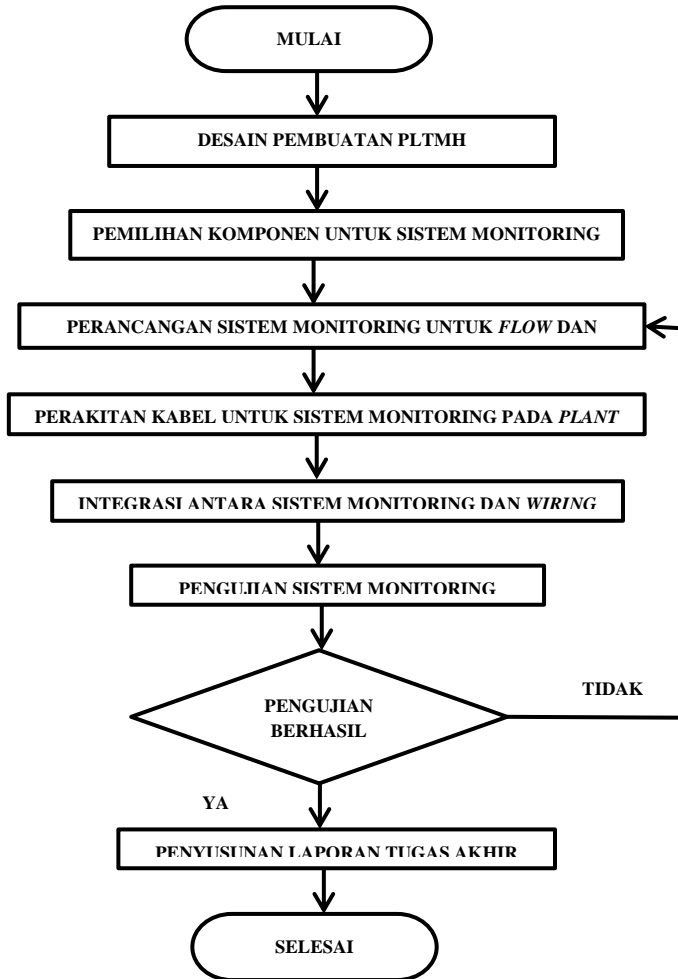 MULAI
DESAIN PEMBUATAN PLTMH
PEMILIHAN KOMPONEN UNTUK SISTEM MONITORING
PERANCANGAN SISTEM MONITORING UNTUK FLOW DAN
PERAKITAN KABEL UNTUK SISTEM MONITORING PADA PLANT
INTEGRASI ANTARA SISTEM MONITORING DAN WIRING
PENGUJIAN SISTEM MONITORING
PENGUJIAN
BERHASIL
TIDAK
YA
PENYUSUNAN LAPORAN TUGAS AKHIR
SELESAI